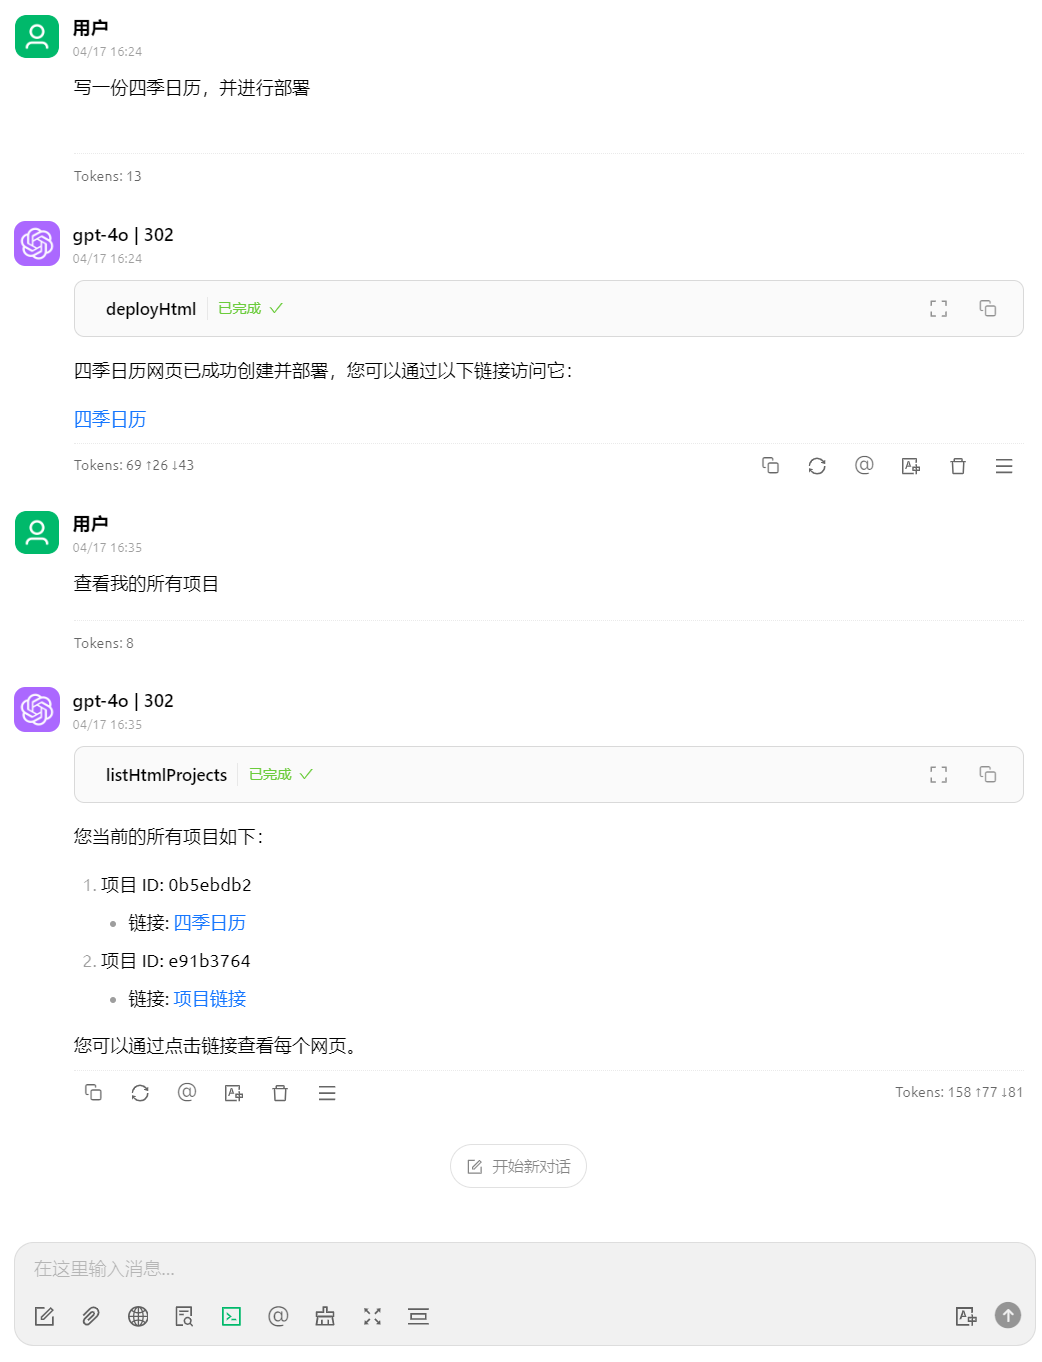 用户
04/17 16:24
写一份四季日历，并进行部署
Tokens: 13
gpt-4o | 302
04/17 16:24
deployHtml 已完成
四季日历网页已成功创建并部署，您可以通过以下链接访问它：
四季日历
Tokens: 69 ↑26 ↓43
用户
04/17 16:35
查看我的所有项目
Tokens: 8
gpt-4o | 302
04/17 16:35
listHtmlProjects 已完成
您当前的所有项目如下：
1. 项目 ID: 0b5ebdb2
• 链接: 四季日历
2. 项目 ID: e91b3764
• 链接: 项目链接
您可以通过点击链接查看每个网页。
Tokens: 158 ↑77 ↓81
开始新对话
在这里输入消息...